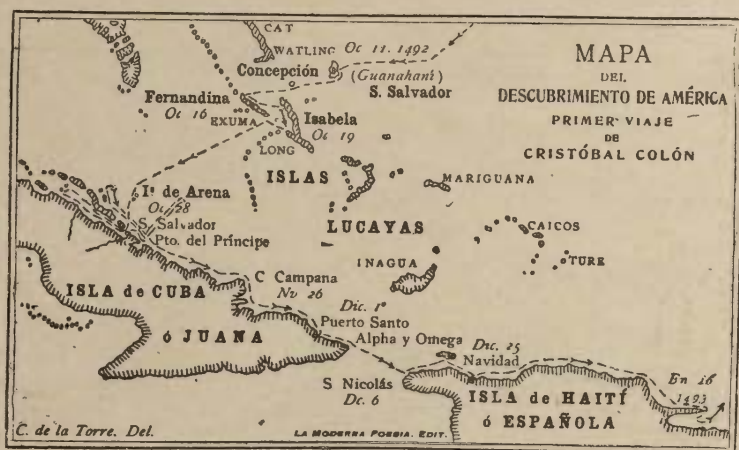 MAPA
DEL
DESCUBRIMIENTO DE AMÉRICA
PRIMER VIAJE
DE
CRISTÓBAL COLÓN
CAT
WATLING Oc 11. 1492
Concepción
(Guanahaní)
S. Salvador
Fernandina
Oc 16
EXUMA
Isabela
Oc 19
LONG
ISLAS
LUCAYAS
MARIGUANA
CAICOS
TURE
INAGUA
Iª de Arena
Oc 28
S. Salvador
Pto. del Príncipe
ISLA de CUBA
ó JUANA
C Campana
Nv 26
Dic. 1º
Puerto Santo
Alpha y Omega
Dic. 25
Navidad
S Nicolás
Dc. 6
ISLA de HAITÍ
ó ESPAÑOLA
En 16
1493
C. de la Torre. Del.
LA MODERNA POESIA. EDIT.